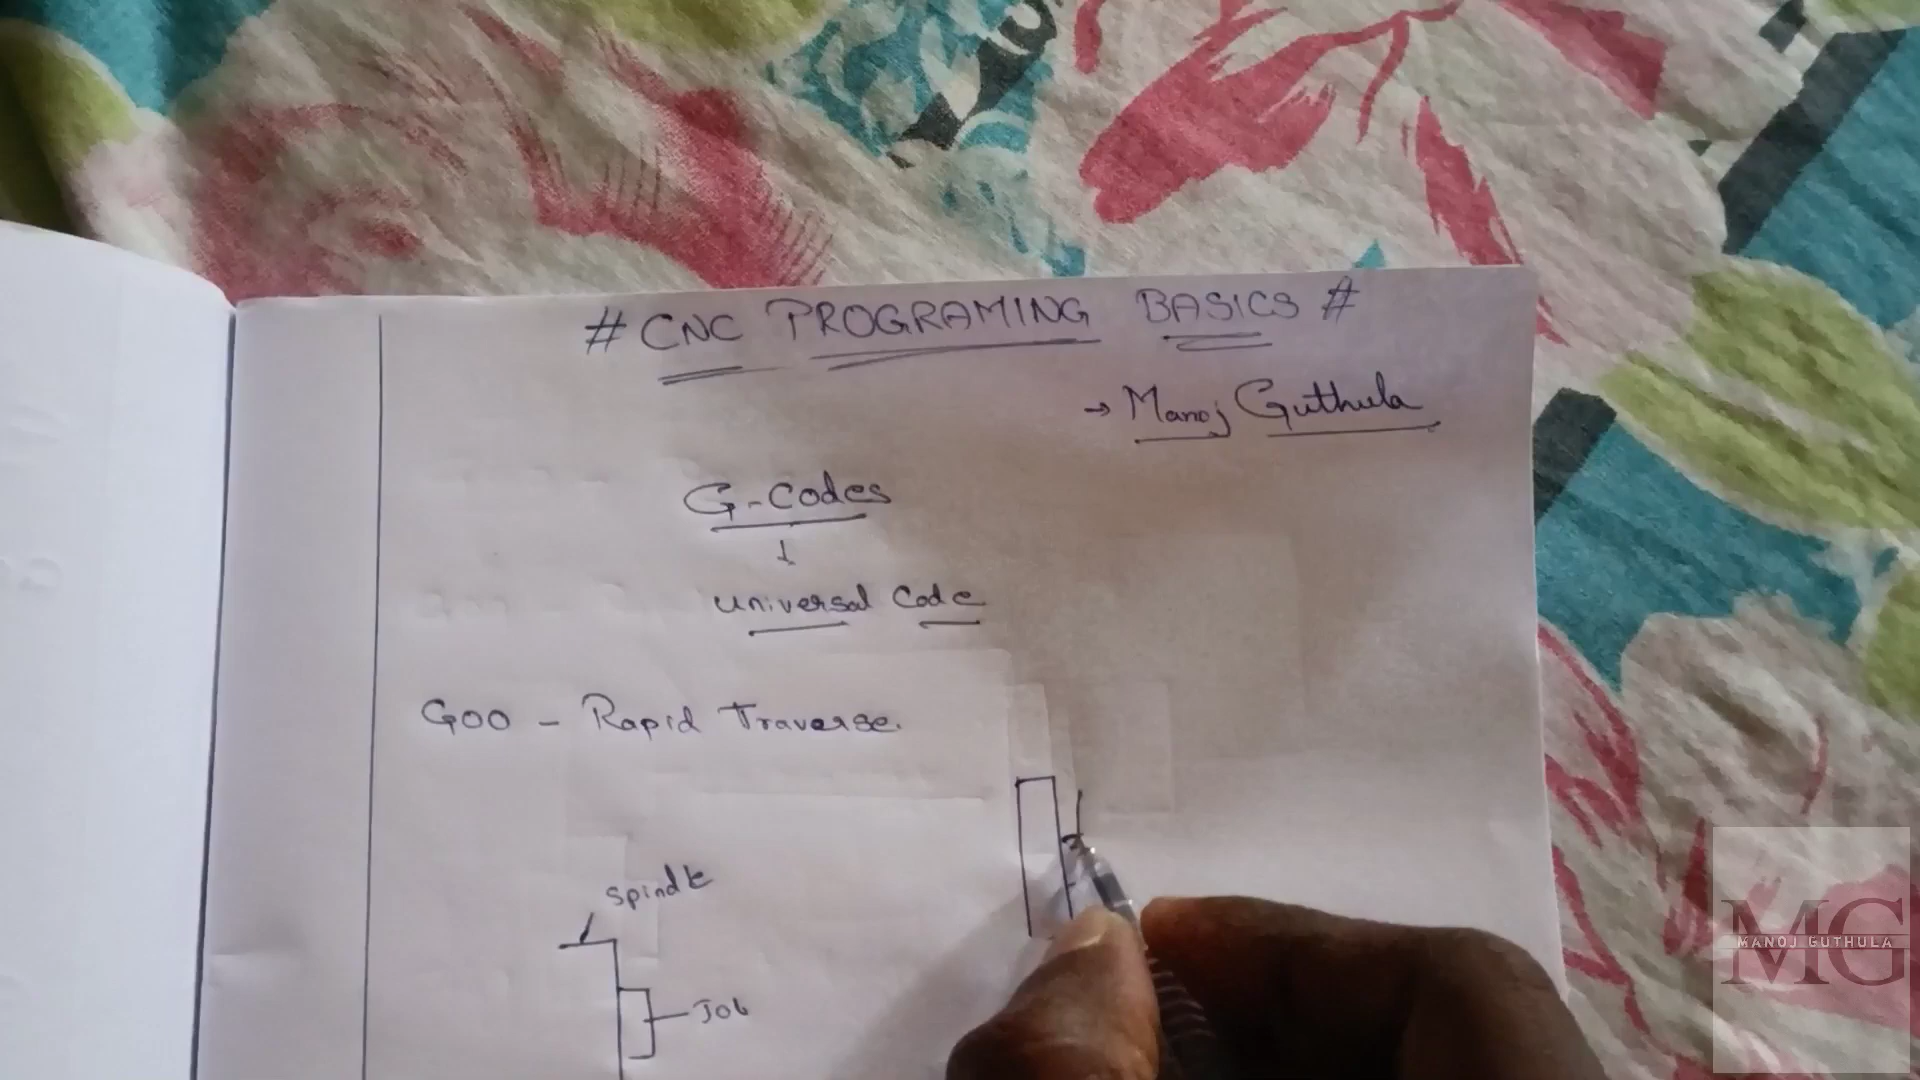 # CNC PROGRAMING BASICS #
→ Manoj Guthula
G-Codes
↓
universal Code
G00 - Rapid Traverse.
spindle
Job
MG
MANOJ GUTHULA